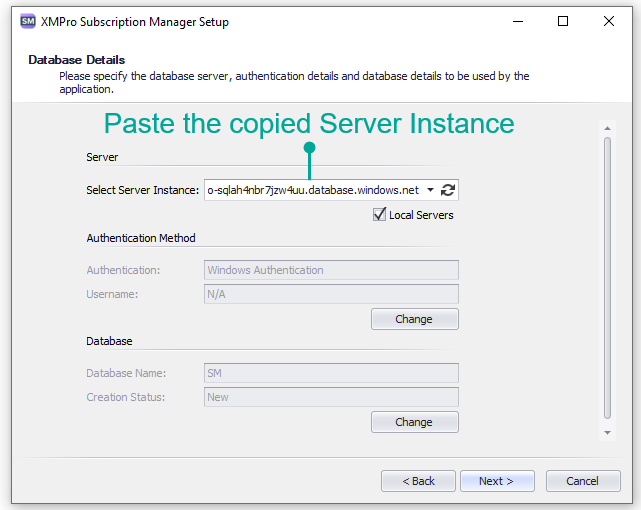 SM XMPro Subscription Manager Setup
Database Details
Please specify the database server, authentication details and database details to be used by the
application.
Paste the copied Server Instance
Server
Select Server Instance: o-sqlah4nbr7jzw4uu.database.windows.net
Local Servers
Authentication Method
Authentication: Windows Authentication
Username: N/A
Change
Database
Database Name: SM
Creation Status: New
Change
< Back Next > Cancel